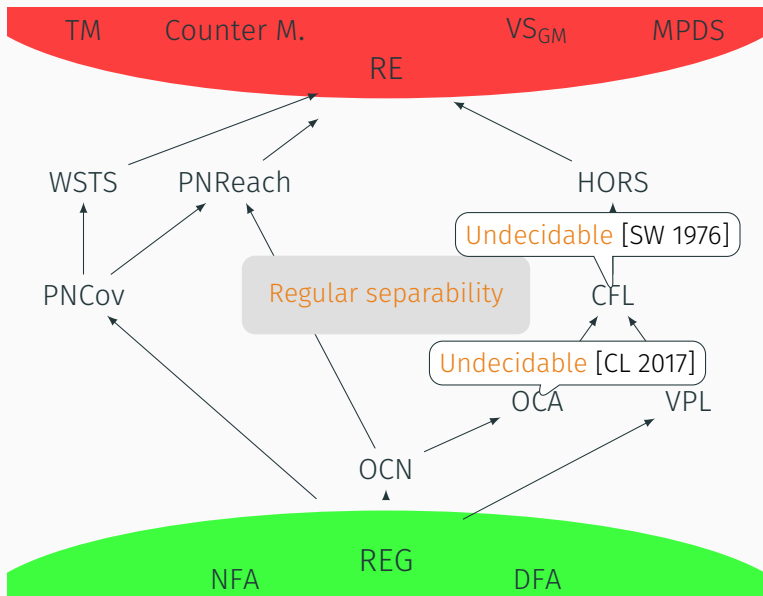 TM Counter M. VS_GM MPDS
RE
WSTS PNReach HORS
Undecidable [SW 1976]
PNCov Regular separability CFL
Undecidable [CL 2017]
OCA VPL
OCN
REG
NFA DFA